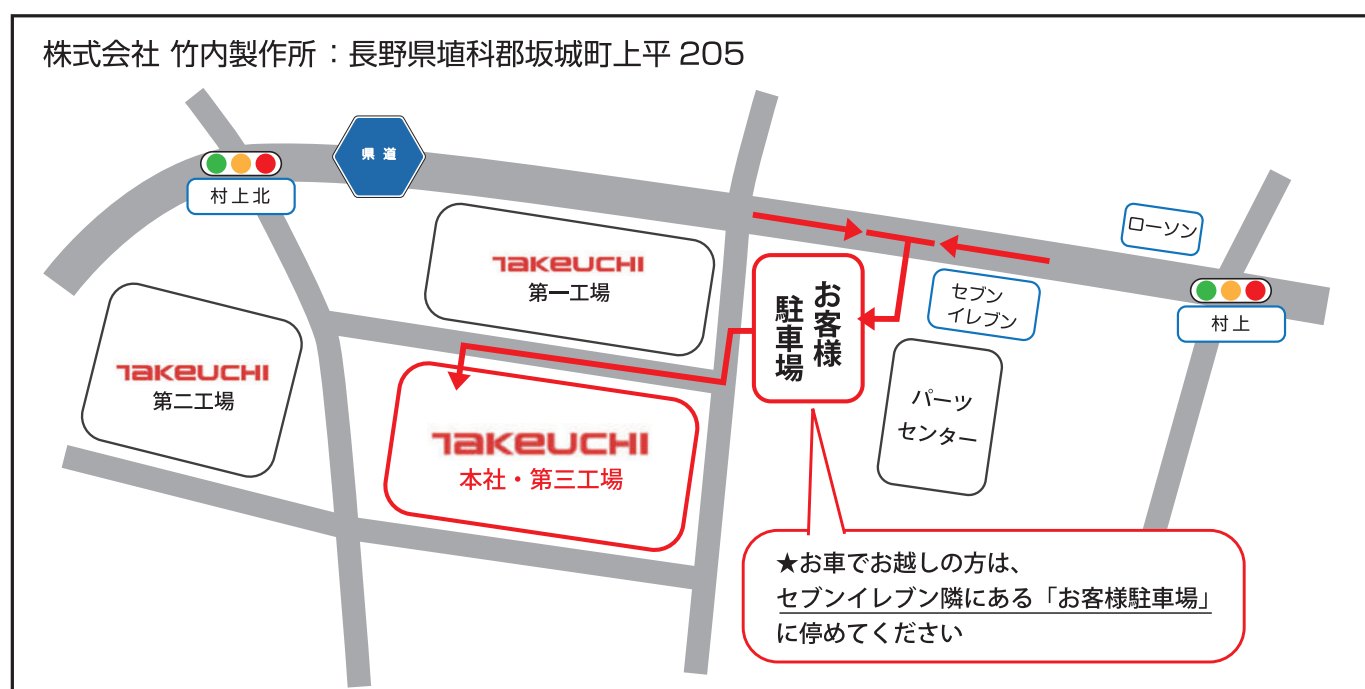 株式会社 竹内製作所：長野県埴科郡坂城町上平 205
県 道
村上北
TAKEUCHI
第一工場
ローソン
セブン
イレブン
村上
お客様
駐車場
TAKEUCHI
第二工場
パーツ
センター
TAKEUCHI
本社・第三工場
★お車でお越しの方は、
セブンイレブン隣にある「お客様駐車場」
に停めてください